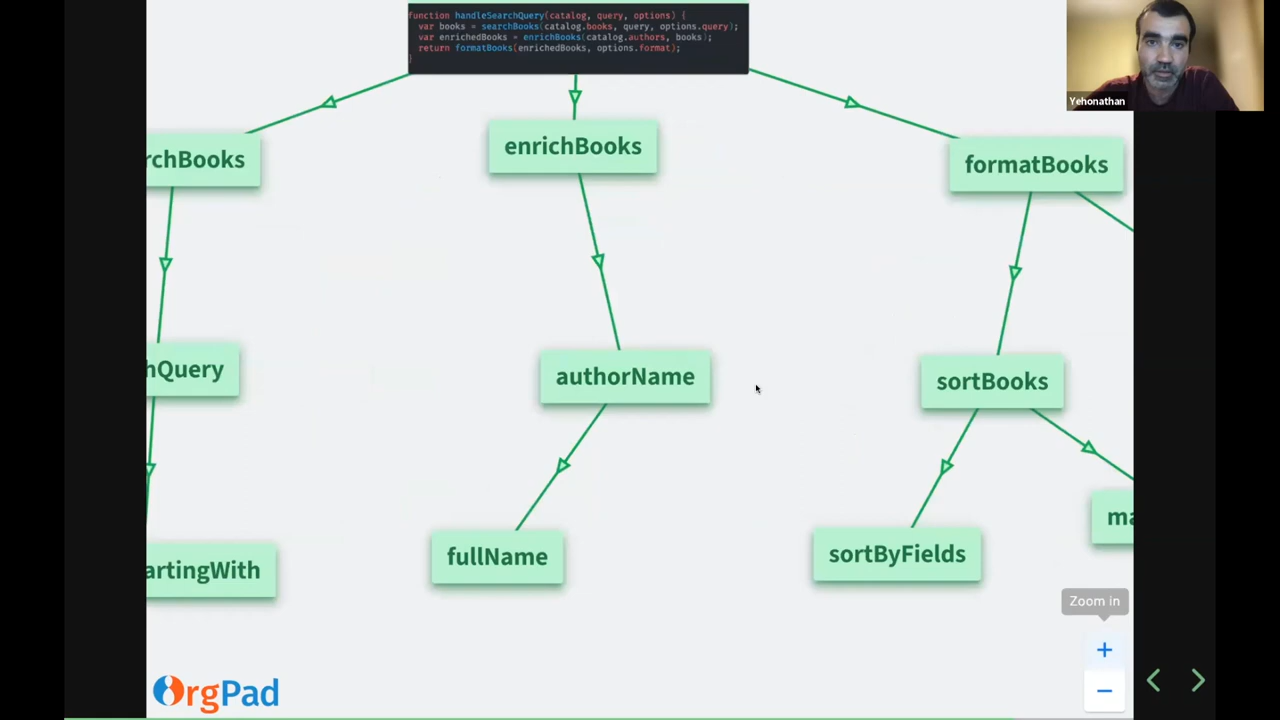 function handleSearchQuery(catalog, query, options) {
var books = searchBooks(catalog.books, query, options.query);
var enrichedBooks = enrichBooks(catalog.authors, books);
return formatBooks(enrichedBooks, options.format);
}
Yehonathan
rchBooks
enrichBooks
formatBooks
hQuery
authorName
sortBooks
ma
artingWith
fullName
sortByFields
Zoom in
OrgPad